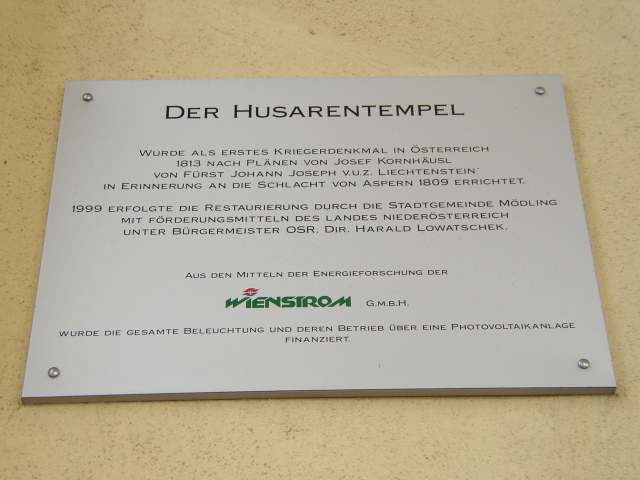 DER HUSARENTEMPEL
WURDE ALS ERSTES KRIEGERDENKMAL IN ÖSTERREICH
1813 NACH PLÄNEN VON JOSEF KORNHÄUSL
VON FÜRST JOHANN JOSEPH V.U.Z. LIECHTENSTEIN
IN ERINNERUNG AN DIE SCHLACHT VON ASPERN 1809 ERRICHTET.
1999 ERFOLGTE DIE RESTAURIERUNG DURCH DIE STADTGEMEINDE MÖDLING
MIT FÖRDERUNGSMITTELN DES LANDES NIEDERÖSTERREICH
UNTER BÜRGERMEISTER OSR. DIR. HARALD LOWATSCHEK.
AUS DEN MITTELN DER ENERGIEFORSCHUNG DER
WIENSTROM G.M.B.H.
WURDE DIE GESAMTE BELEUCHTUNG UND DEREN BETRIEB ÜBER EINE PHOTOVOLTAIKANLAGE
FINANZIERT.